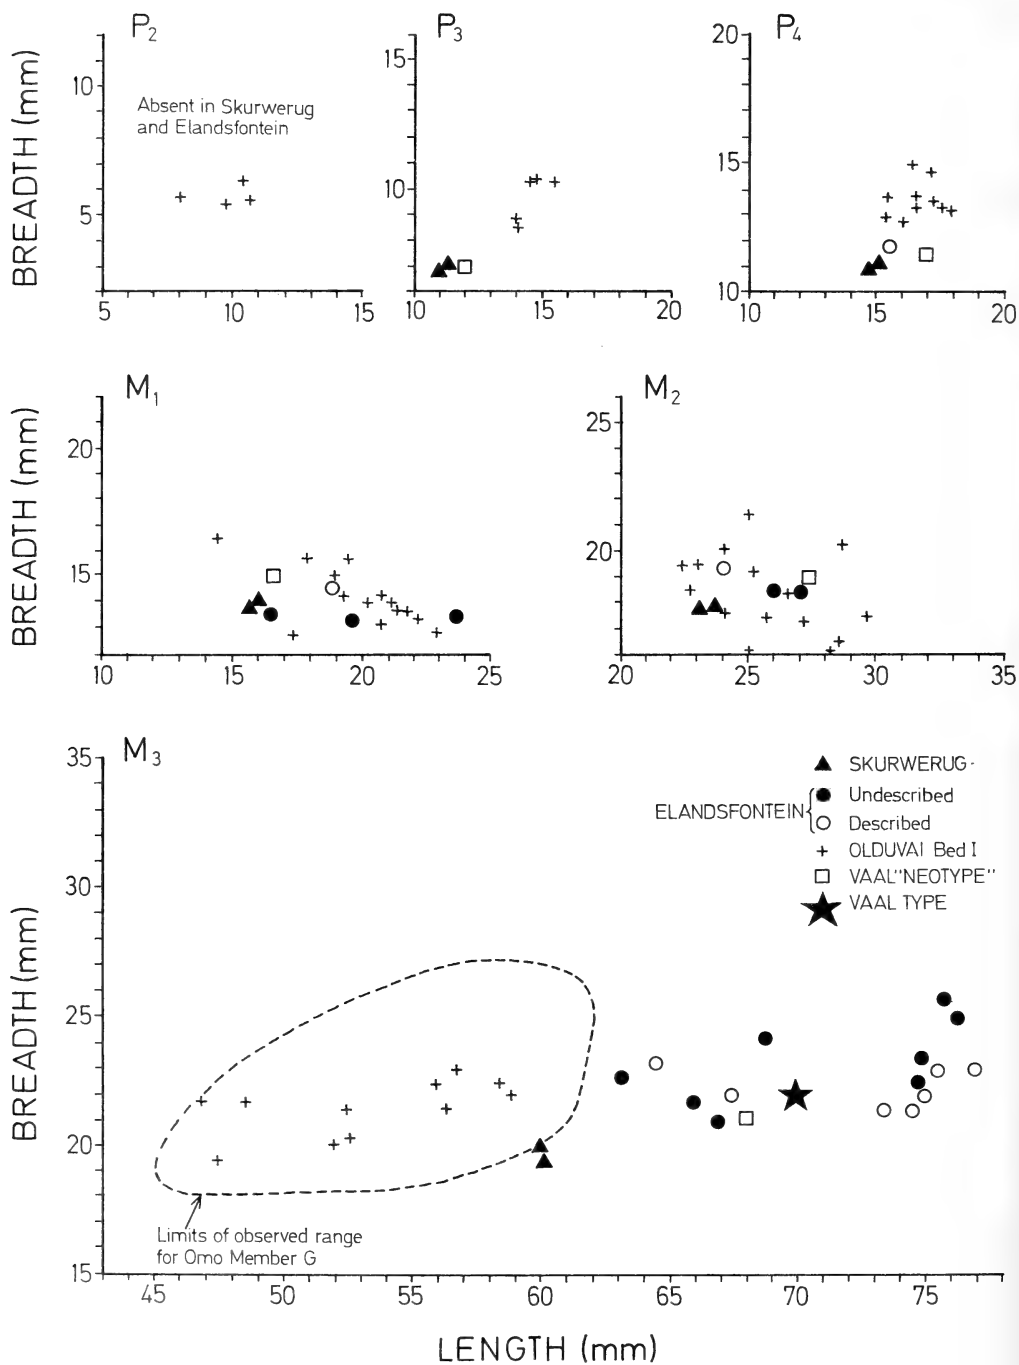 P2
P3
P4
BREADTH (mm)
10
5
Absent in Skurwerug
and Elandsfontein
5
10
15
15
10
10
15
20
20
15
10
10
15
20
M1
M2
BREADTH (mm)
20
15
10
15
20
25
25
20
20
25
30
35
M3
BREADTH (mm)
35
30
25
20
15
SKURWERUG
ELANDSFONTEIN
Undescribed
Described
OLDUVAI Bed I
VAAL "NEOTYPE"
VAAL TYPE
Limits of observed range
for Omo Member G
45
50
55
60
65
70
75
LENGTH (mm)